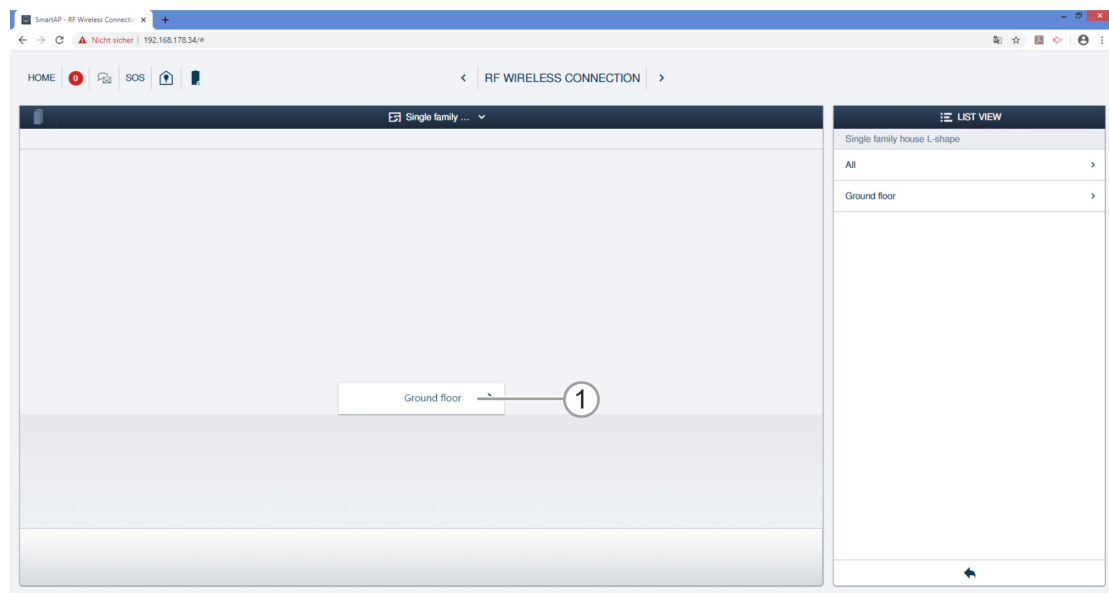 SmartAP - RF Wireless Connectio
Nicht sicher | 192.168.178.34/#
HOME 0 SOS
RF WIRELESS CONNECTION
Single family ...
LIST VIEW
Single family house L-shape
All
Ground floor
Ground floor
1